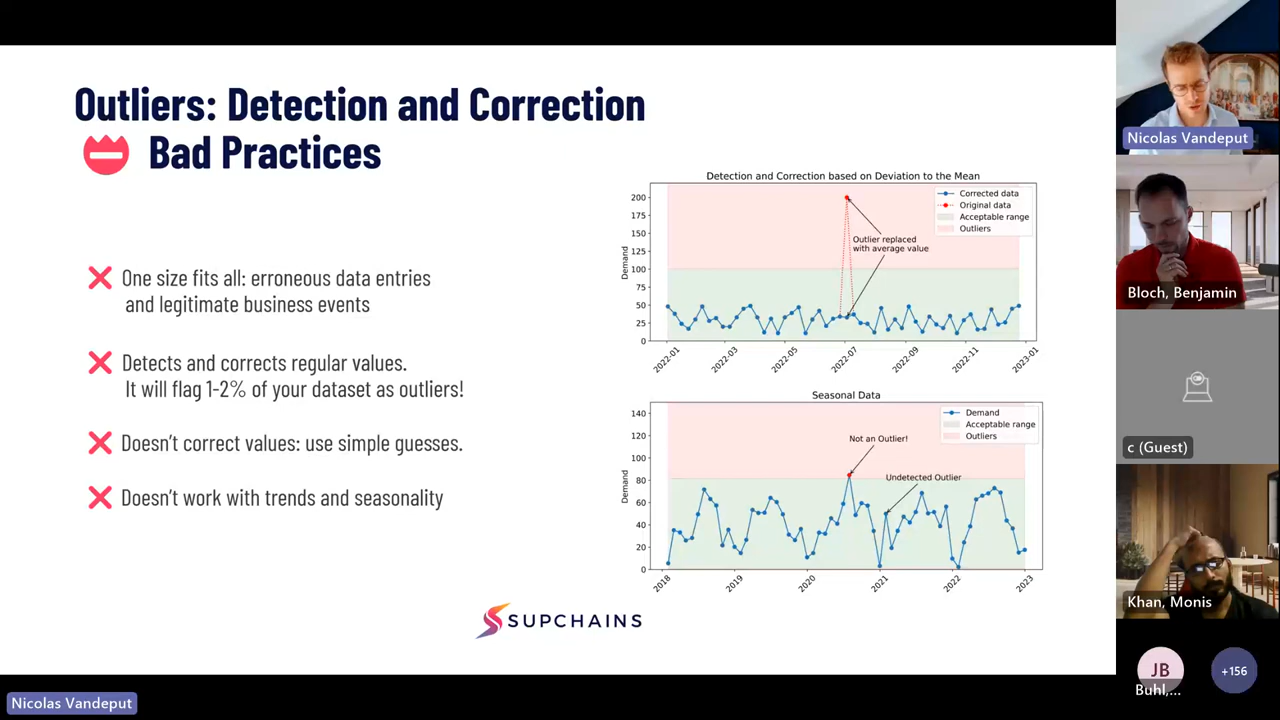 Outliers: Detection and Correction
Bad Practices
One size fits all: erroneous data entries
and legitimate business events
Detects and corrects regular values.
It will flag 1-2% of your dataset as outliers!
Doesn't correct values: use simple guesses.
Doesn't work with trends and seasonality
Detection and Correction based on Deviation to the Mean
Demand
200
175
150
125
100
75
50
25
0
Corrected data
Original data
Acceptable range
Outliers
Outlier replaced
with average value
2022-01
2022-03
2022-05
2022-07
2022-09
2022-11
2023-01
Seasonal Data
Demand
140
120
100
80
60
40
20
0
Demand
Acceptable range
Outliers
Not an Outlier!
Undetected Outlier
2018
2019
2020
2021
2022
2023
SUPCHAINS
Nicolas Vandeput
Nicolas Vandeput
Bloch, Benjamin
c (Guest)
Khan, Monis
JB
Buhl,...
+156